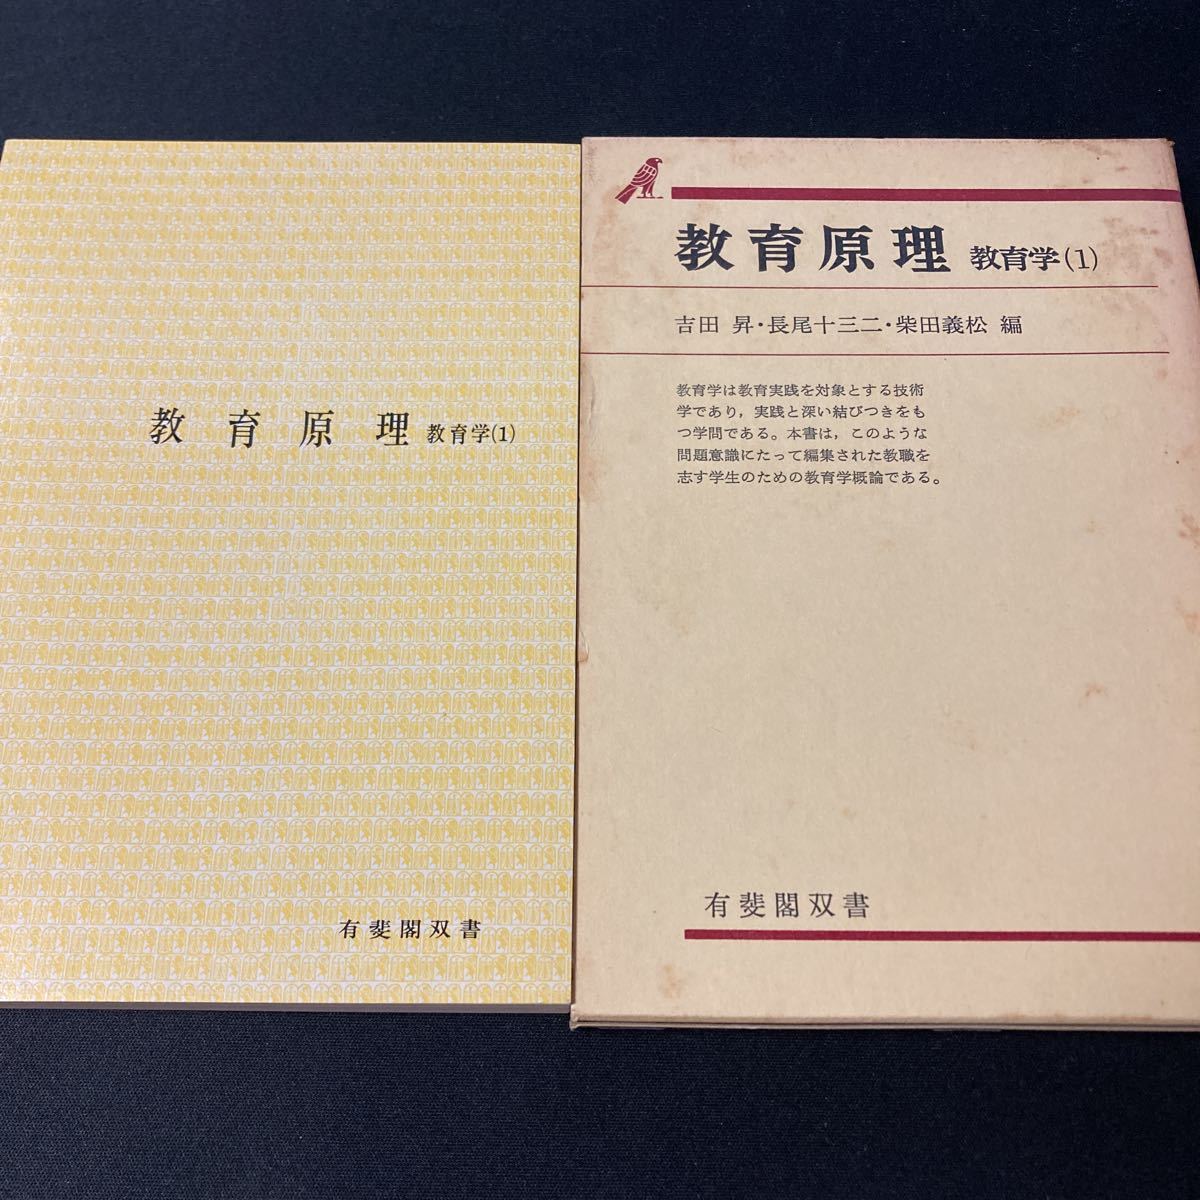 教育原理 教育学(1)
有斐閣双書
教育原理 教育学(1)
吉田 昇・長尾十三二・柴田義松 編
教育学は教育実践を対象とする技術
学であり，実践と深い結びつきをも
つ学問である。本書は，このような
問題意識にたって編集された教職を
志す学生のための教育学概論である。
有斐閣双書